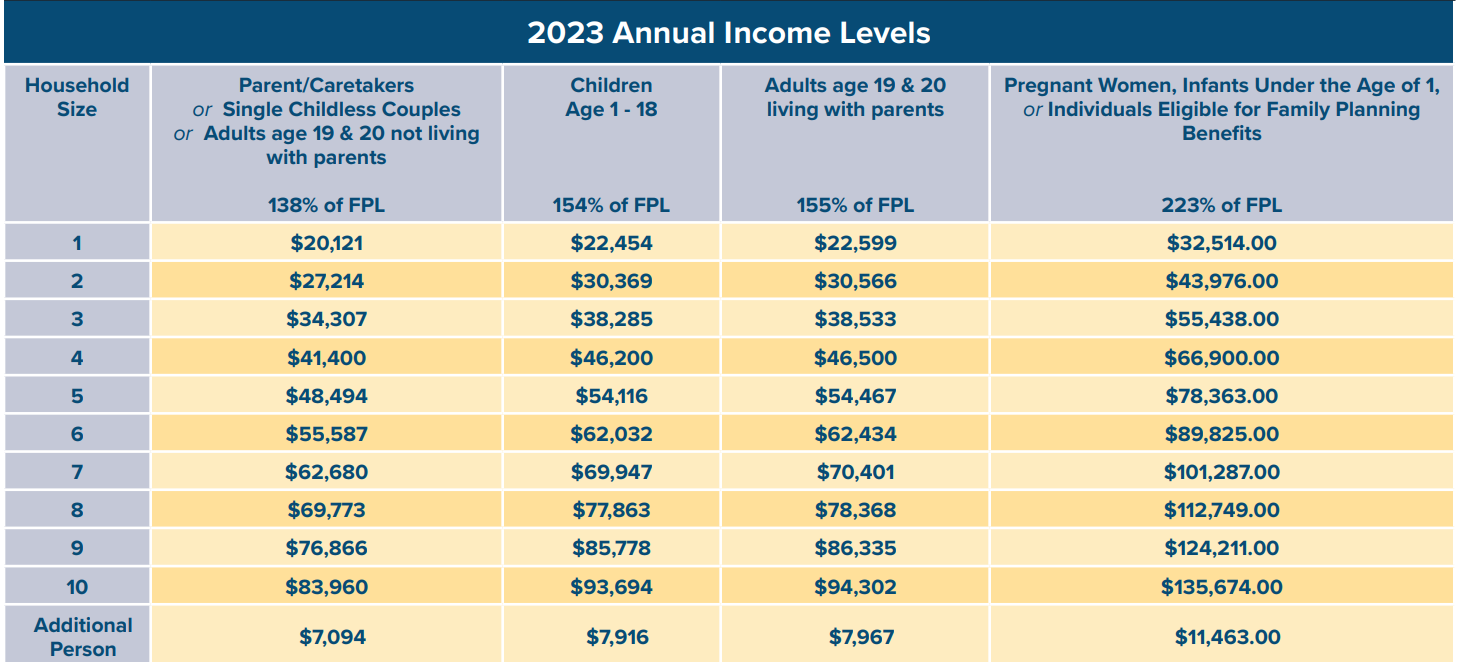 2023 Annual Income Levels
Household
Size
Parent/Caretakers
or Single Childless Couples
or Adults age 19 & 20 not living
with parents
138% of FPL
Children
Age 1 - 18
154% of FPL
Adults age 19 & 20
living with parents
155% of FPL
Pregnant Women, Infants Under the Age of 1,
or Individuals Eligible for Family Planning
Benefits
223% of FPL
1 $20,121 $22,454 $22,599 $32,514.00
2 $27,214 $30,369 $30,566 $43,976.00
3 $34,307 $38,285 $38,533 $55,438.00
4 $41,400 $46,200 $46,500 $66,900.00
5 $48,494 $54,116 $54,467 $78,363.00
6 $55,587 $62,032 $62,434 $89,825.00
7 $62,680 $69,947 $70,401 $101,287.00
8 $69,773 $77,863 $78,368 $112,749.00
9 $76,866 $85,778 $86,335 $124,211.00
10 $83,960 $93,694 $94,302 $135,674.00
Additional
Person
$7,094 $7,916 $7,967 $11,463.00